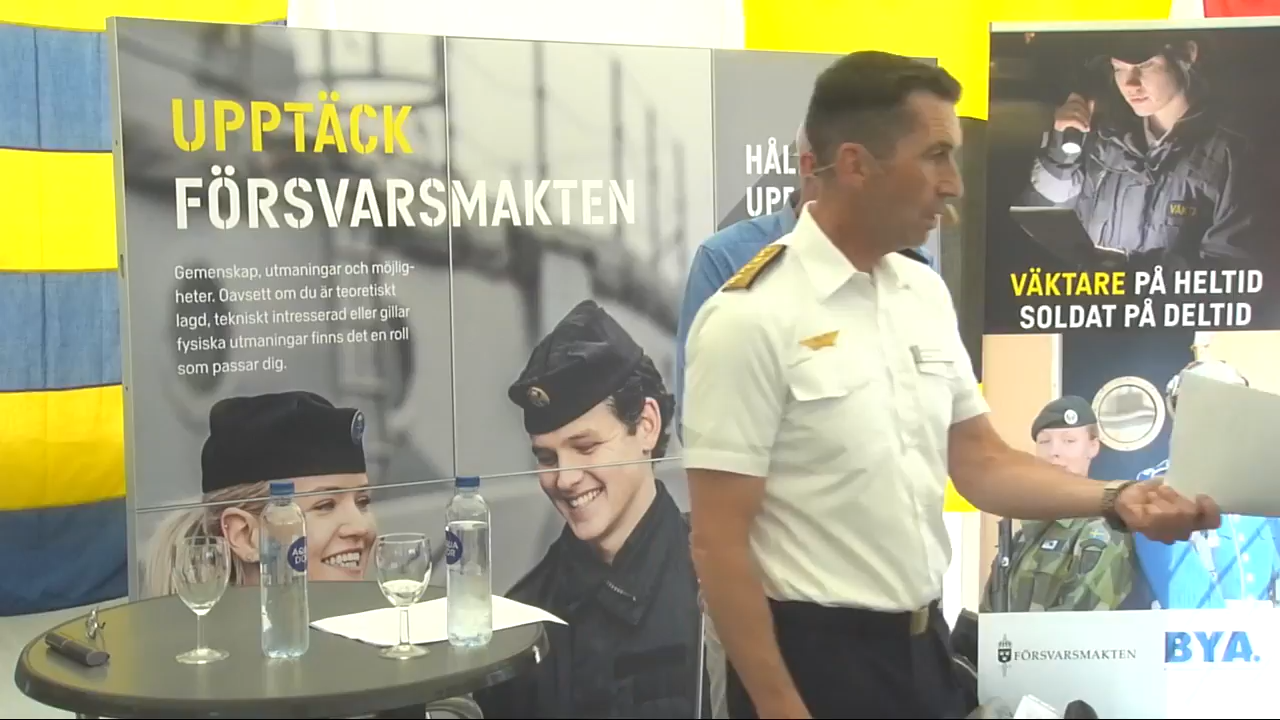 UPPTÄCK
FÖRSVARSMAKTEN
Gemenskap, utmaningar och möjlig-
heter. Oavsett om du är teoretiskt
lagd, tekniskt intresserad eller gillar
fysiska utmaningar finns det en roll
som passar dig.
VÄKTARE PÅ HELTID
SOLDAT PÅ DELTID
FÖRSVARSMAKTEN
BYA.